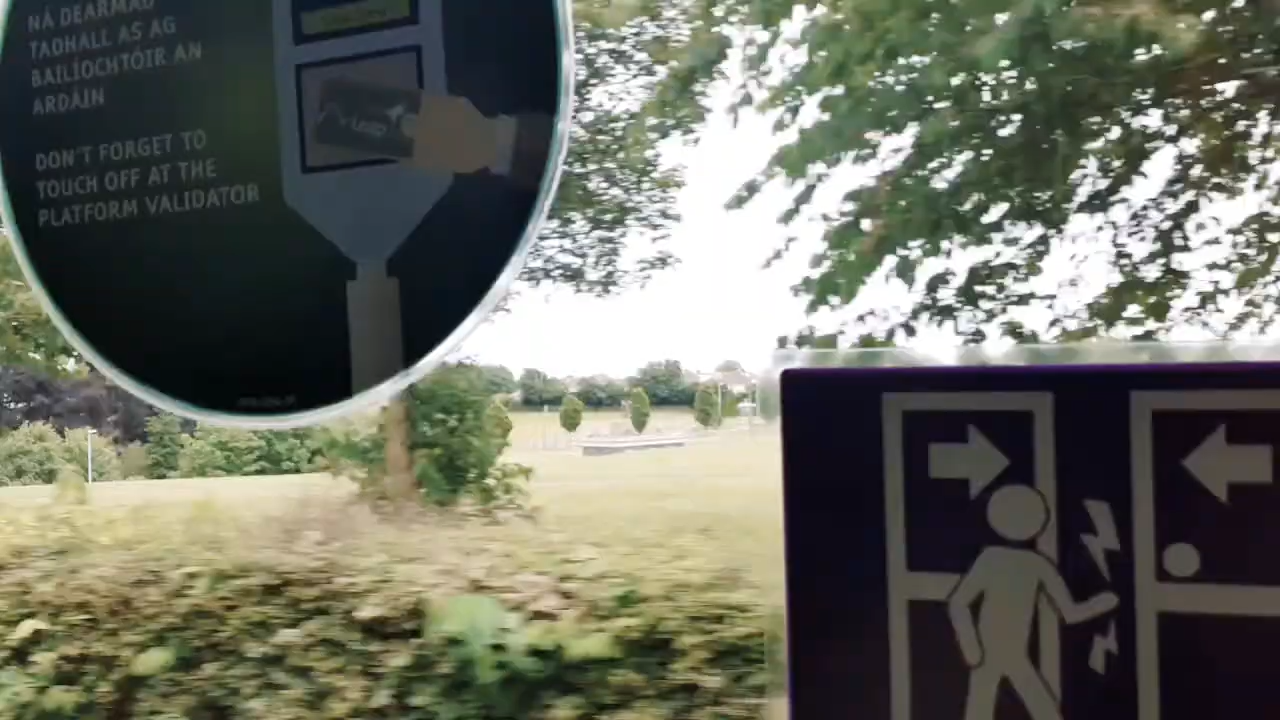 NÁ DEARMAD
TADHALL AS AG
BAILÍOCHTÓIR AN
ARDÁIN
DON'T FORGET TO
TOUCH OFF AT THE
PLATFORM VALIDATOR